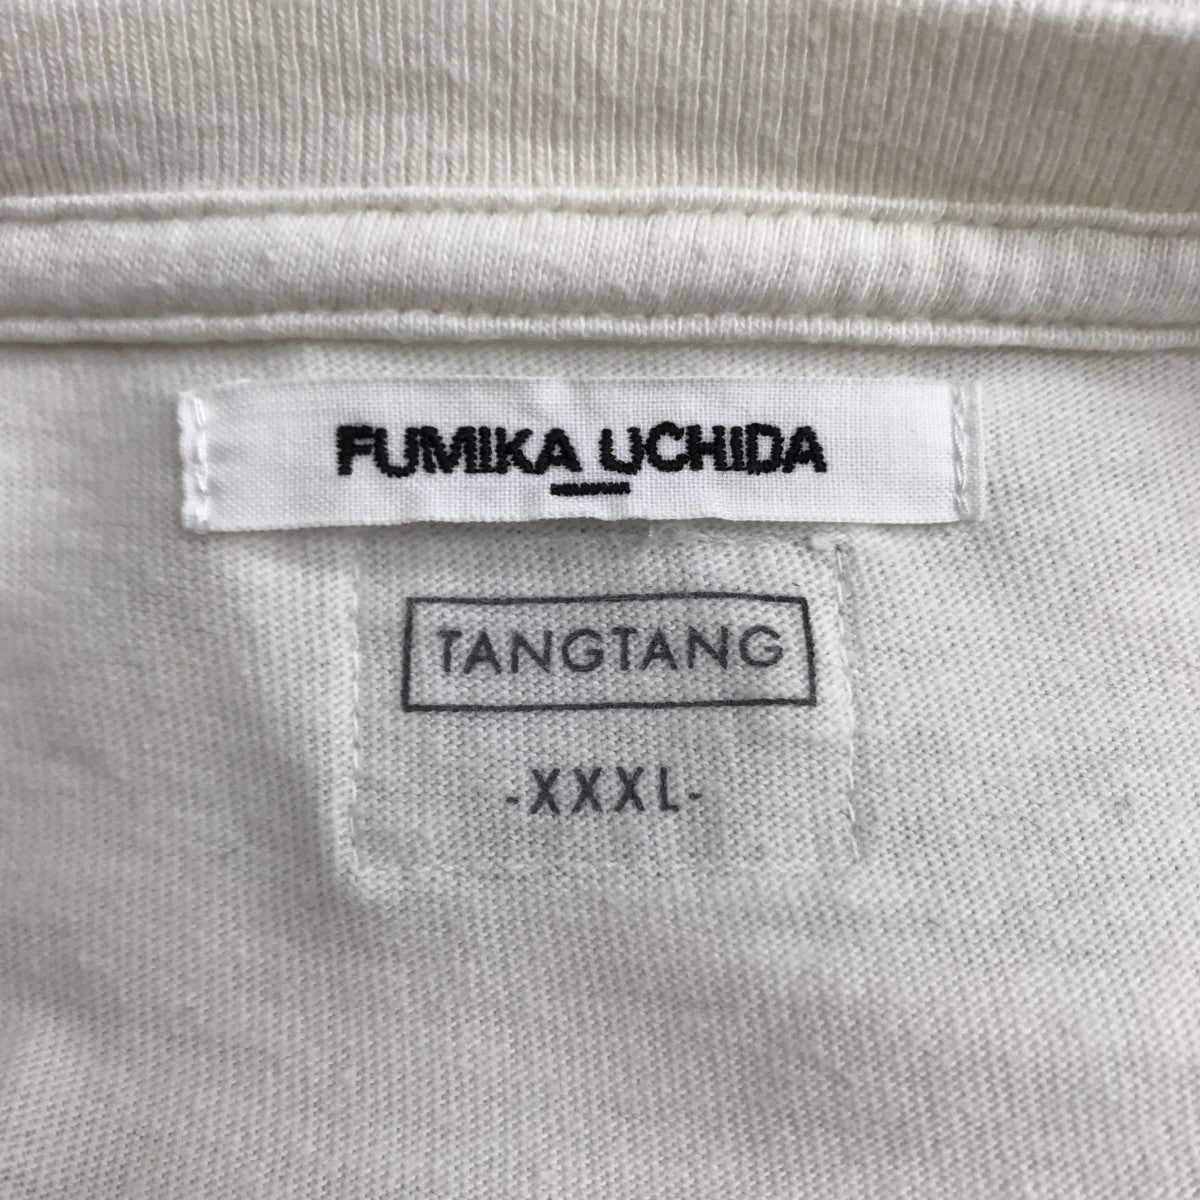 FUMIKA_UCHIDA
TANGTANG
-XXXL-